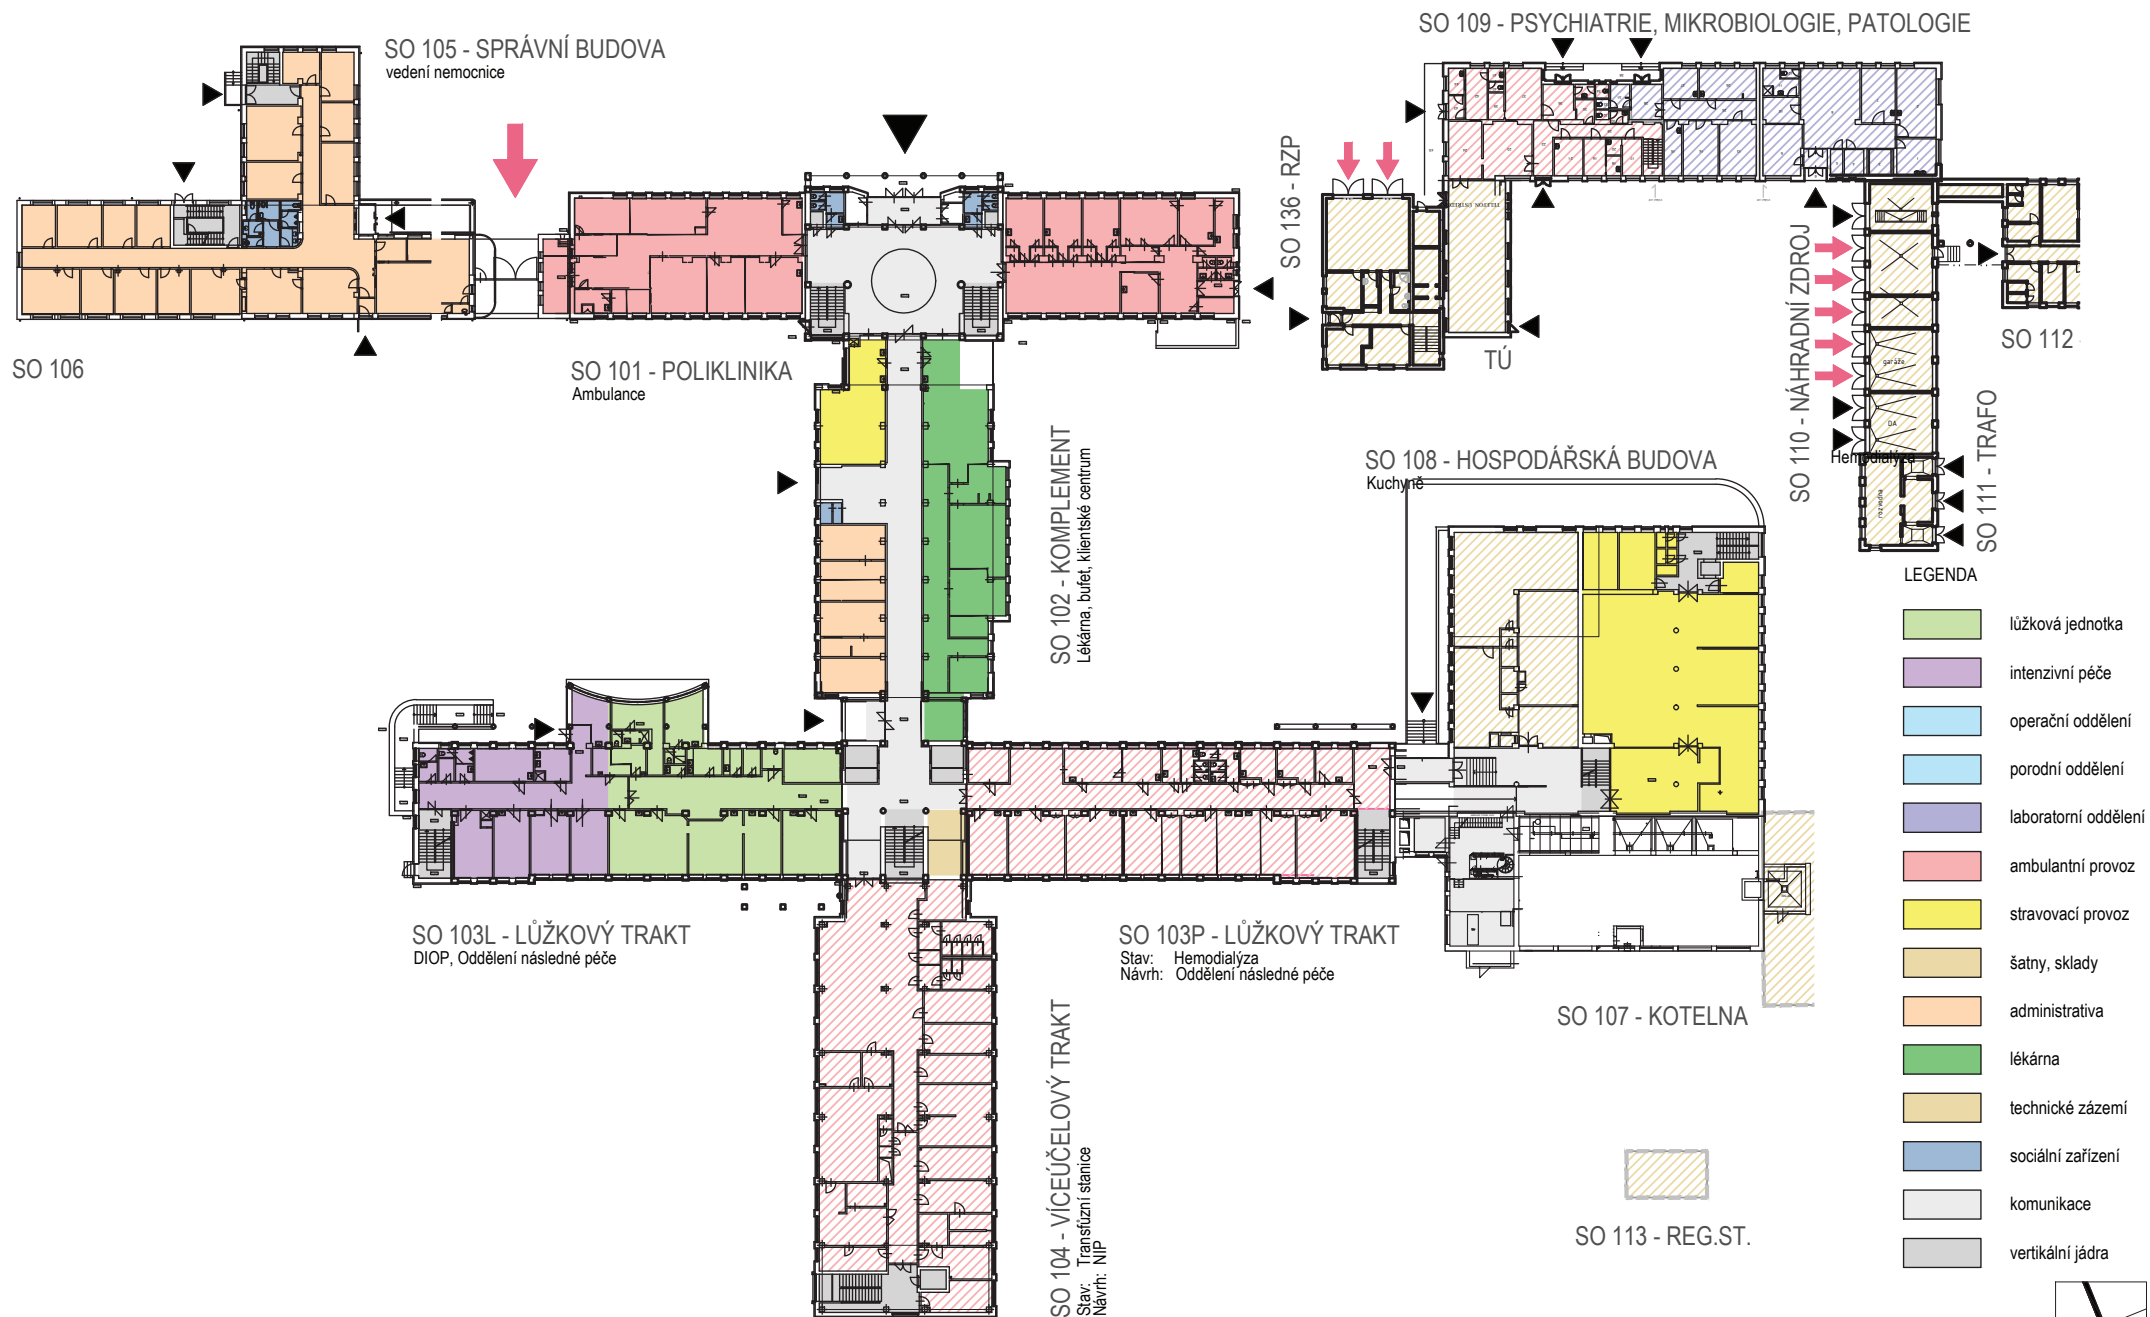 SO 109 - PSYCHIATRIE, MIKROBIOLOGIE, PATOLOGIE
SO 105 - SPRÁVNÍ BUDOVA
vedení nemocnice
SO 136 - RZP
TELEFON ÚSTŘED
SO 106
SO 101 - POLIKLINIKA
Ambulance
TÚ
SO 110 - NÁHRADNÍ ZDROJ
garáže
DA
Hemodialýza
rozvodna
SO 112
SO 111 - TRAFO
SO 102 - KOMPLEMENT
Lékárna, bufet, klientské centrum
SO 108 - HOSPODÁŘSKÁ BUDOVA
Kuchyně
SO 103L - LŮŽKOVÝ TRAKT
DIOP, Oddělení následné péče
SO 103P - LŮŽKOVÝ TRAKT
Stav: Hemodialýza
Návrh: Oddělení následné péče
SO 104 - VÍCEÚČELOVÝ TRAKT
Stav: Transfúzní stanice
Návrh: NIP
SO 107 - KOTELNA
SO 113 - REG.ST.
LEGENDA
lůžková jednotka
intenzivní péče
operační oddělení
porodní oddělení
laboratorní oddělení
ambulantní provoz
stravovací provoz
šatny, sklady
administrativa
lékárna
technické zázemí
sociální zařízení
komunikace
vertikální jádra